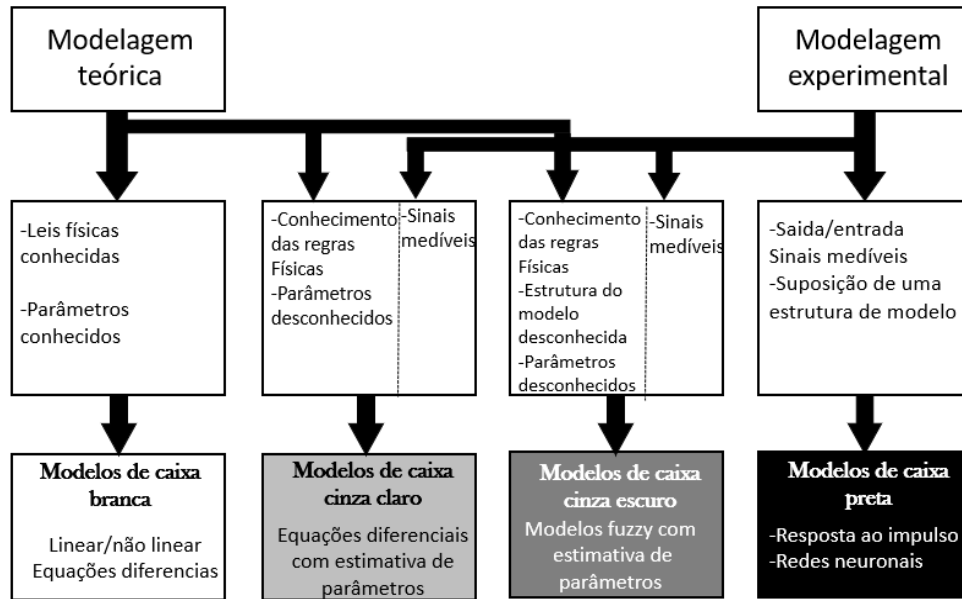 Modelagem
teórica
Modelagem
experimental
-Leis físicas
conhecidas
-Parâmetros
conhecidos
-Conhecimento
das regras
Físicas
-Parâmetros
desconhecidos
-Sinais
medíveis
-Conhecimento
das regras
Físicas
-Estrutura do
modelo
desconhecida
-Parâmetros
desconhecidos
-Sinais
medíveis
-Saida/entrada
Sinais medíveis
-Suposição de uma
estrutura de modelo
Modelos de caixa
branca
Linear/não linear
Equações diferencias
Modelos de caixa
cinza claro
Equações diferenciais
com estimativa de
parâmetros
Modelos de caixa
cinza escuro
Modelos fuzzy com
estimativa de
parâmetros
Modelos de caixa
preta
-Resposta ao impulso
-Redes neuronais